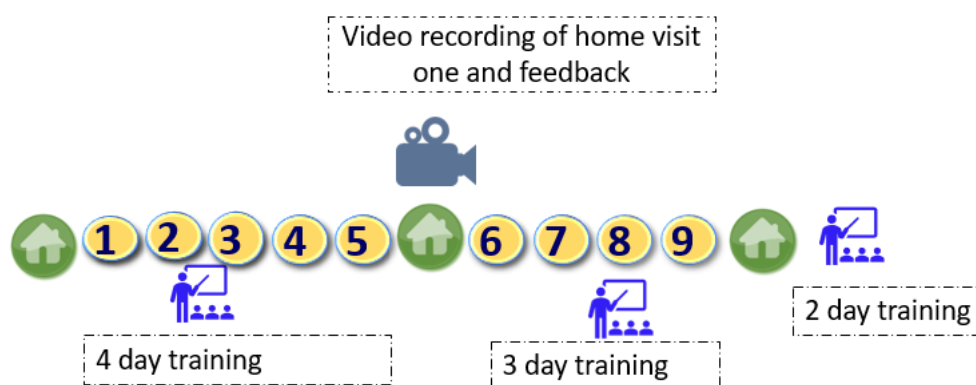 Video recording of home visit
one and feedback
1 2 3 4 5 6 7 8 9
2 day training
4 day training
3 day training